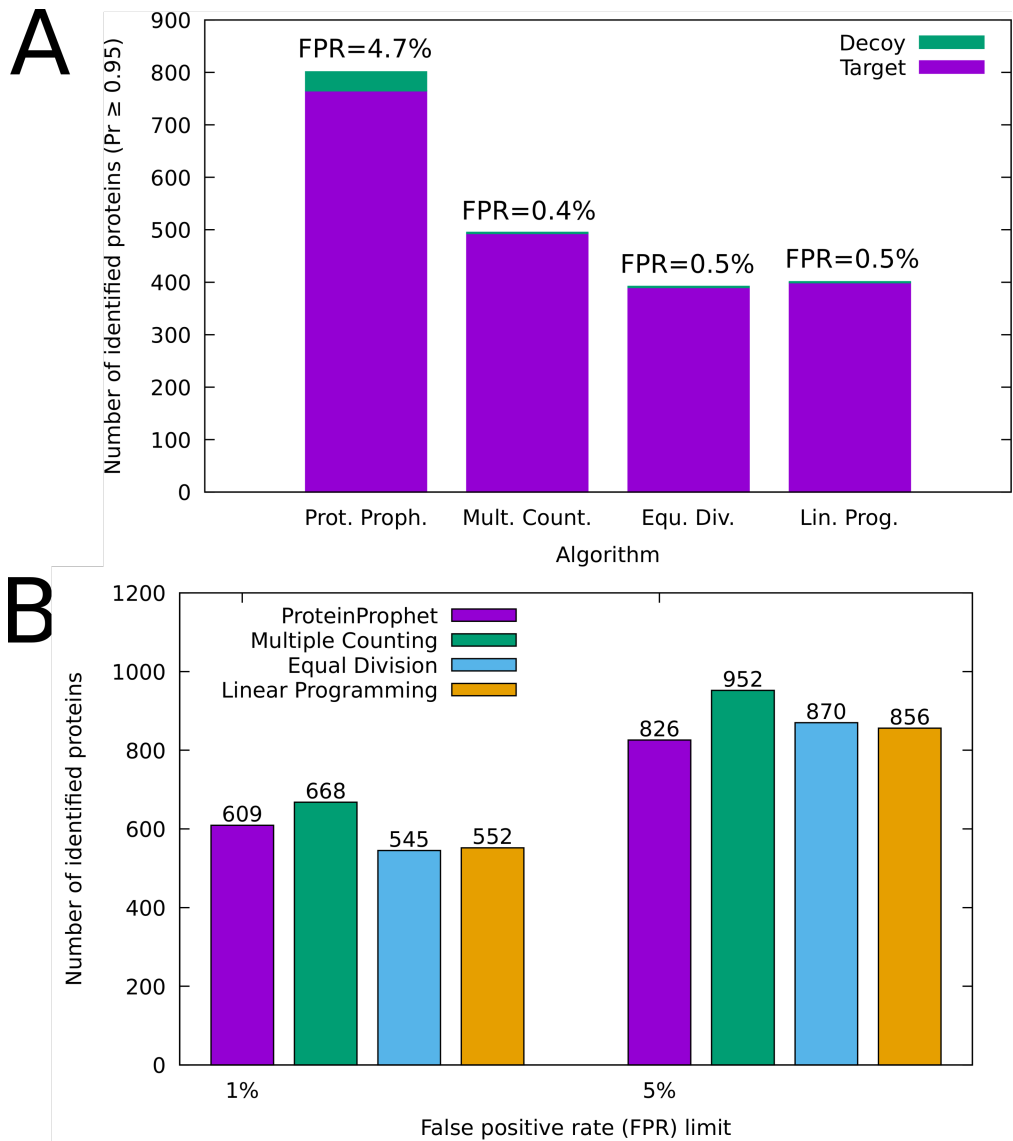 A
Number of identified proteins (Pr ≥ 0.95)
900
800
700
600
500
400
300
200
100
0
FPR=4.7%
FPR=0.4%
FPR=0.5%
FPR=0.5%
Decoy
Target
Prot. Proph.
Mult. Count.
Equ. Div.
Lin. Prog.
Algorithm
B
Number of identified proteins
1200
1000
800
600
400
200
0
ProteinProphet
Multiple Counting
Equal Division
Linear Programming
609
668
545
552
826
952
870
856
1%
5%
False positive rate (FPR) limit